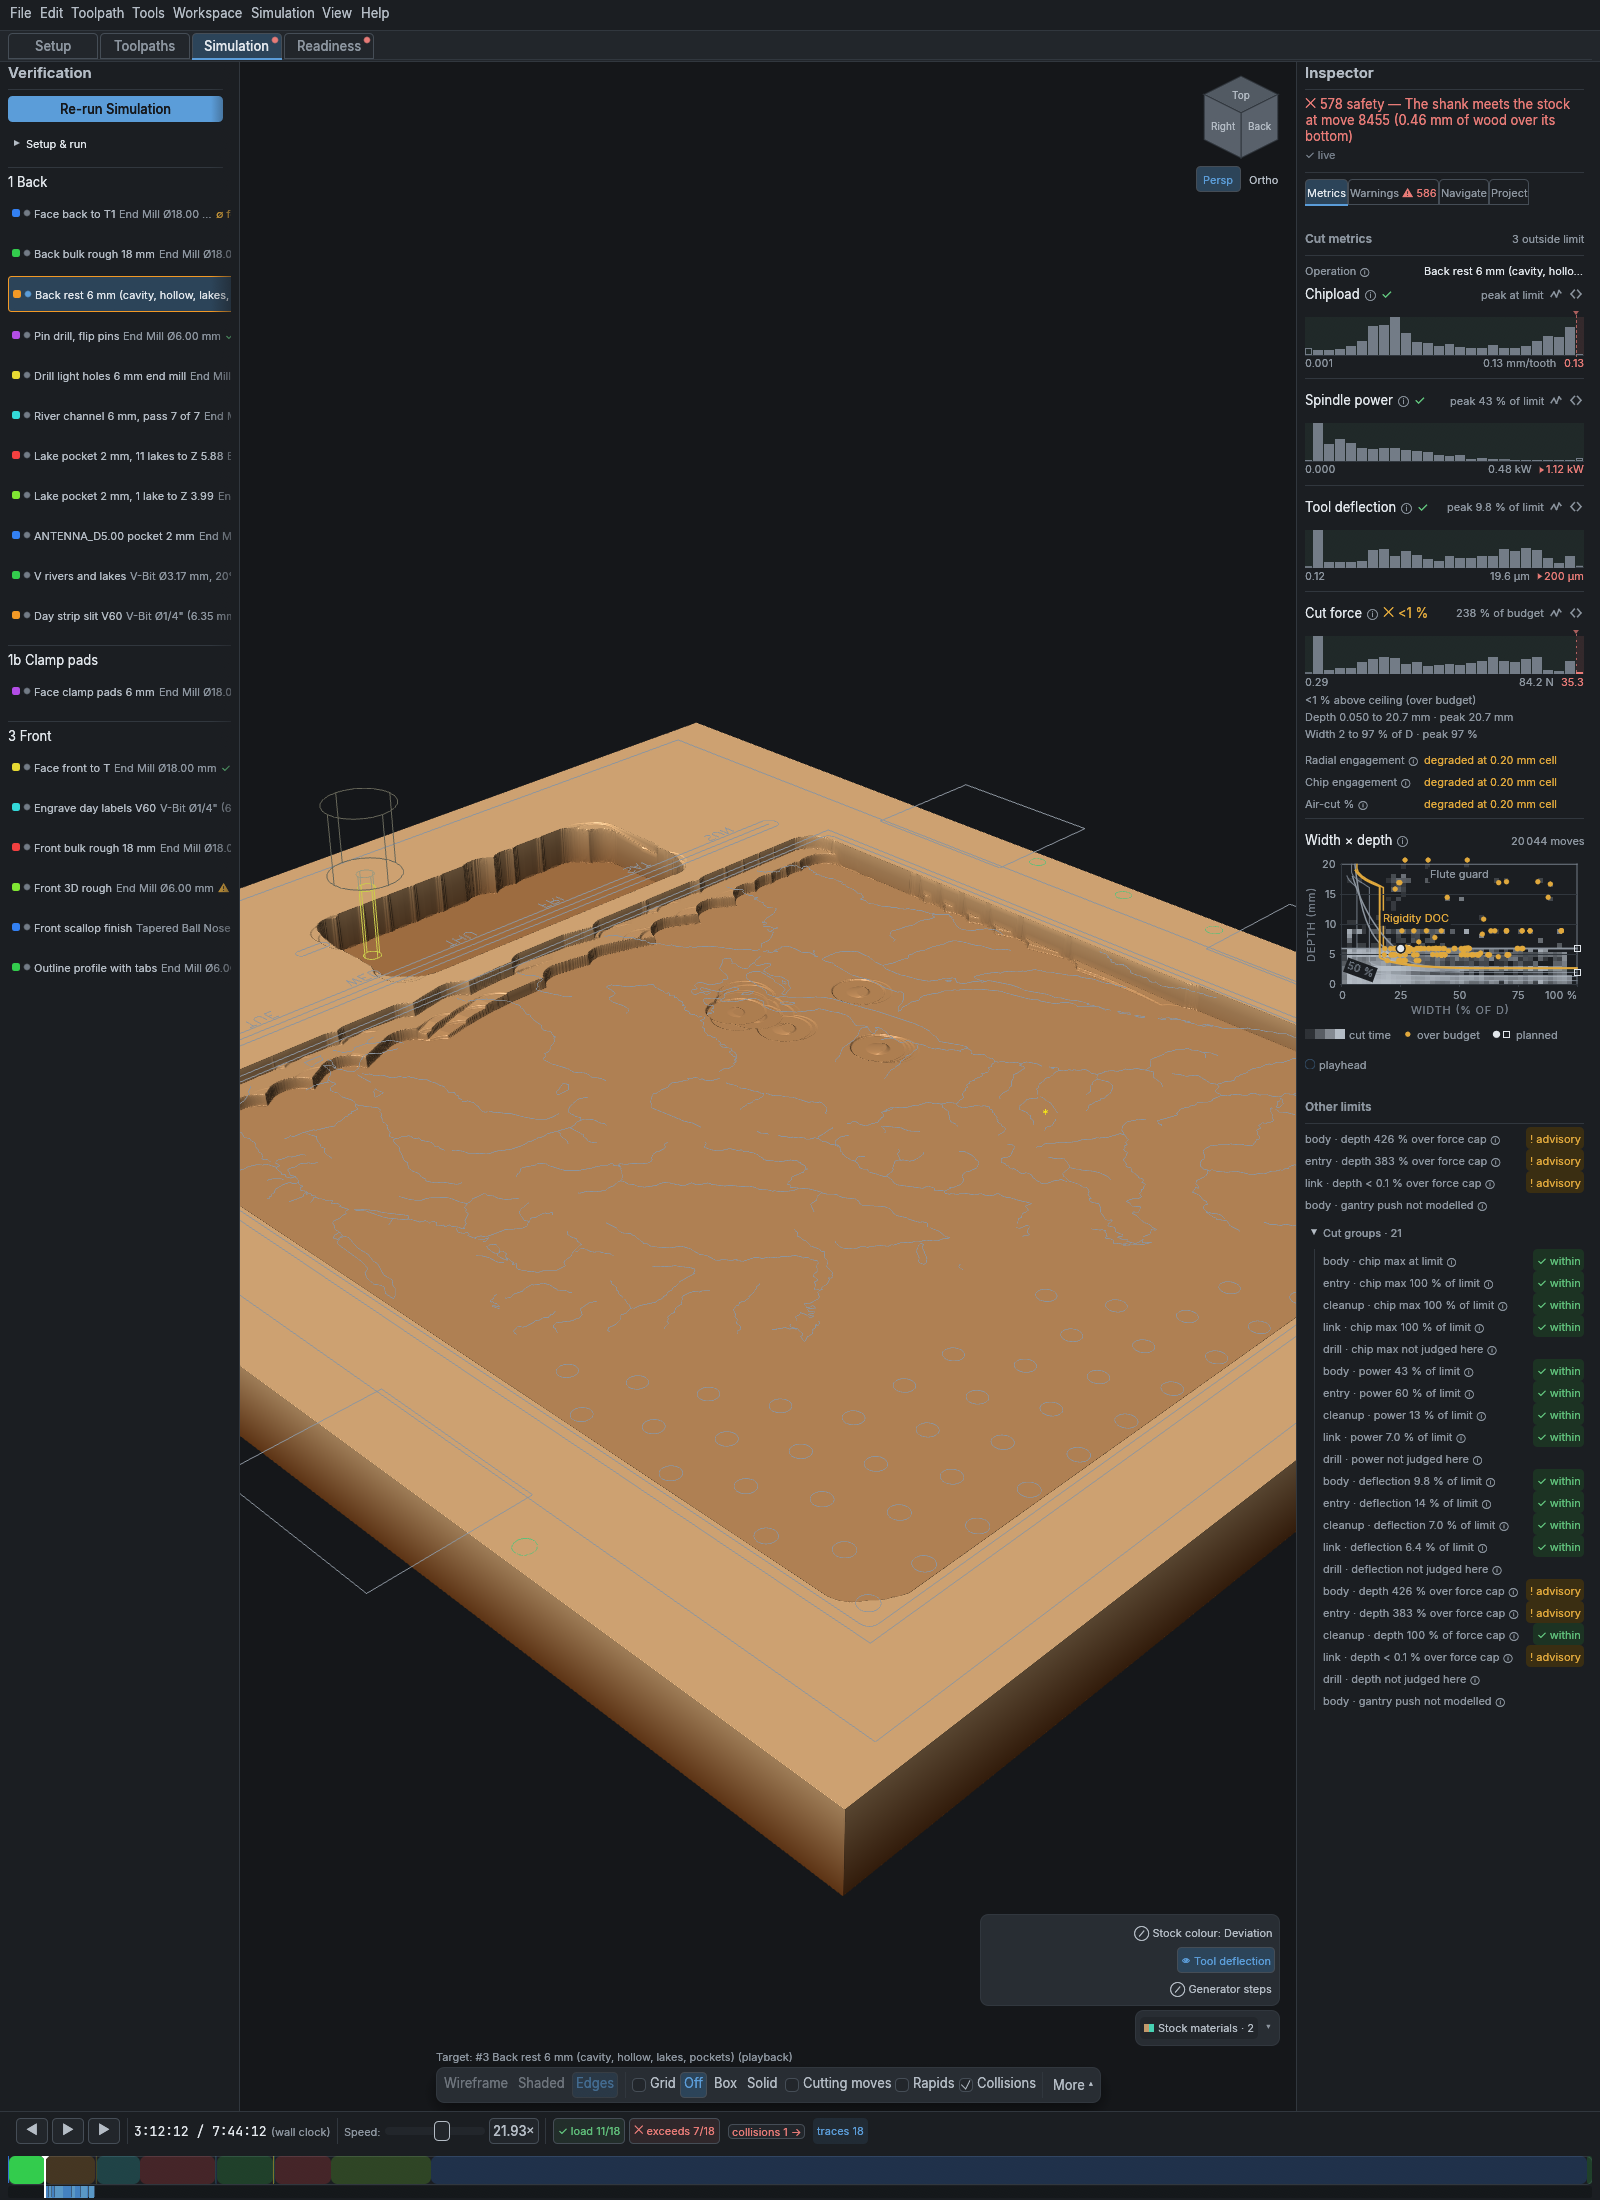 File Edit Toolpath Tools Workspace Simulation View Help
Setup Toolpaths Simulation Readiness
Verification
Re-run Simulation
Setup & run
1 Back
Face back to T1 End Mill Ø18.00 ... ø f
Back bulk rough 18 mm End Mill Ø18.0
Back rest 6 mm (cavity, hollow, lakes,
Pin drill, flip pins End Mill Ø6.00 mm
Drill light holes 6 mm end mill End Mill
River channel 6 mm, pass 7 of 7 End
Lake pocket 2 mm, 11 lakes to Z 5.88
Lake pocket 2 mm, 1 lake to Z 3.99 En
ANTENNA_D5.00 pocket 2 mm End M
V rivers and lakes V-Bit Ø3.17 mm, 20°
Day strip slit V60 V-Bit Ø1/4" (6.35 mm
1b Clamp pads
Face clamp pads 6 mm End Mill Ø18.0
3 Front
Face front to T End Mill Ø18.00 mm ✓
Engrave day labels V60 V-Bit Ø1/4" (6
Front bulk rough 18 mm End Mill Ø18.0
Front 3D rough End Mill Ø6.00 mm
Front scallop finish Tapered Ball Nose
Outline profile with tabs End Mill Ø6.0
Top
Right Back
Persp Ortho
Stock colour: Deviation
Tool deflection
Generator steps
Stock materials · 2
Target: #3 Back rest 6 mm (cavity, hollow, lakes, pockets) (playback)
Wireframe Shaded Edges Grid Off Box Solid Cutting moves Rapids Collisions More
Inspector
✕ 578 safety — The shank meets the stock
at move 8455 (0.46 mm of wood over its
bottom)
✓ live
Metrics Warnings 586 Navigate Project
Cut metrics 3 outside limit
Operation Back rest 6 mm (cavity, hollo...
Chipload ✓ peak at limit
0.001 0.13 mm/tooth 0.13
Spindle power ✓ peak 43 % of limit
0.000 0.48 kW 1.12 kW
Tool deflection ✓ peak 9.8 % of limit
0.12 19.6 µm 200 µm
Cut force ✕ <1 % 238 % of budget
0.29 84.2 N 35.3
<1 % above ceiling (over budget)
Depth 0.050 to 20.7 mm · peak 20.7 mm
Width 2 to 97 % of D · peak 97 %
Radial engagement degraded at 0.20 mm cell
Chip engagement degraded at 0.20 mm cell
Air-cut % degraded at 0.20 mm cell
Width × depth 20 044 moves
DEPTH (mm)
20
15
10
5
0
Flute guard
Rigidity DOC
50 %
0 25 50 75 100 %
WIDTH (% OF D)
cut time over budget planned
playhead
Other limits
body · depth 426 % over force cap ! advisory
entry · depth 383 % over force cap ! advisory
link · depth < 0.1 % over force cap ! advisory
body · gantry push not modelled
Cut groups · 21
body · chip max at limit ✓ within
entry · chip max 100 % of limit ✓ within
cleanup · chip max 100 % of limit ✓ within
link · chip max 100 % of limit ✓ within
drill · chip max not judged here
body · power 43 % of limit ✓ within
entry · power 60 % of limit ✓ within
cleanup · power 13 % of limit ✓ within
link · power 7.0 % of limit ✓ within
drill · power not judged here
body · deflection 9.8 % of limit ✓ within
entry · deflection 14 % of limit ✓ within
cleanup · deflection 7.0 % of limit ✓ within
link · deflection 6.4 % of limit ✓ within
drill · deflection not judged here
body · depth 426 % over force cap ! advisory
entry · depth 383 % over force cap ! advisory
cleanup · depth 100 % of force cap ✓ within
link · depth < 0.1 % over force cap ! advisory
drill · depth not judged here
body · gantry push not modelled
3:12:12 / 7:44:12 (wall clock) Speed: 21.93× ✓ load 11/18 ✕ exceeds 7/18 collisions 1 → traces 18